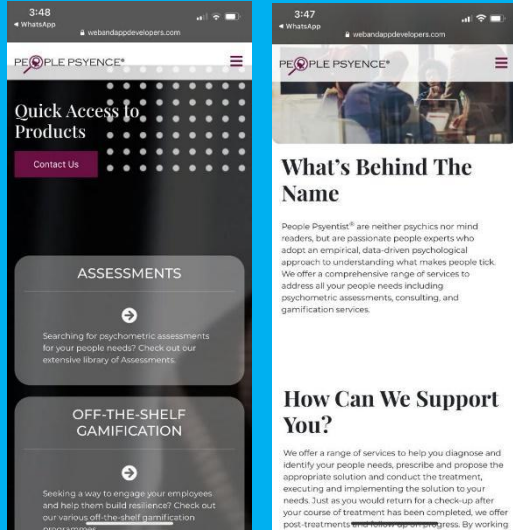 3:48
WhatsApp
webandappdevelopers.com
PEOPLE PSYENCE®
Quick Access to
Products
Contact Us
ASSESSMENTS
Searching for psychometric assessments
for your people needs? Check out our
extensive library of Assessments.
OFF-THE-SHELF
GAMIFICATION
Seeking a way to engage your employees
and help them build resilience? Check out
our various off-the-shelf gamification
programmes
3:47
WhatsApp
webandappdevelopers.com
PEOPLE PSYENCE®
What's Behind The
Name
People Psyentist® are neither psychics nor mind
readers, but are passionate people experts who
adopt an empirical, data-driven psychological
approach to understanding what makes people tick.
We offer a comprehensive range of services to
address all your people needs including
psychometric assessments, consulting, and
gamification services.
How Can We Support
You?
We offer a range of services to help you diagnose and
identify your people needs, prescribe and propose the
appropriate solution and conduct the treatment,
executing and implementing the solution to your
needs. Just as you would return for a check-up after
your course of treatment has been completed, we offer
post-treatments and follow up on progress. By working